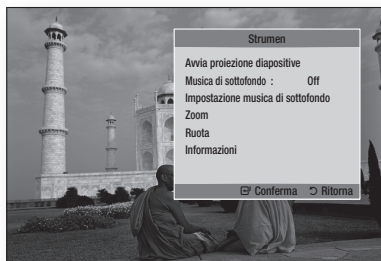 Strumen
Avvia proiezione diapositive
Musica di sottofondo : Off
Impostazione musica di sottofondo
Zoom
Ruota
Informazioni
Conferma Ritorna